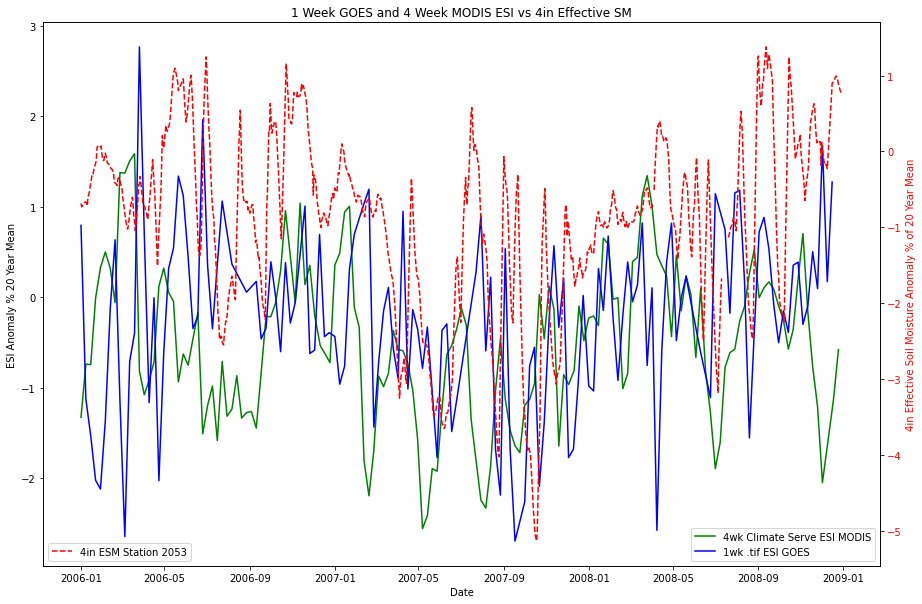 1 Week GOES and 4 Week MODIS ESI vs 4in Effective SM
ESI Anomaly % 20 Year Mean
3
2
1
0
−1
−2
1
0
−1
−2
−3
−4
−5
4in Effective Soil Moisture Anomaly % of 20 Year Mean
4in ESM Station 2053
4wk Climate Serve ESI MODIS
1wk .tif ESI GOES
2006-01 2006-05 2006-09 2007-01 2007-05 2007-09 2008-01 2008-05 2008-09 2009-01
Date